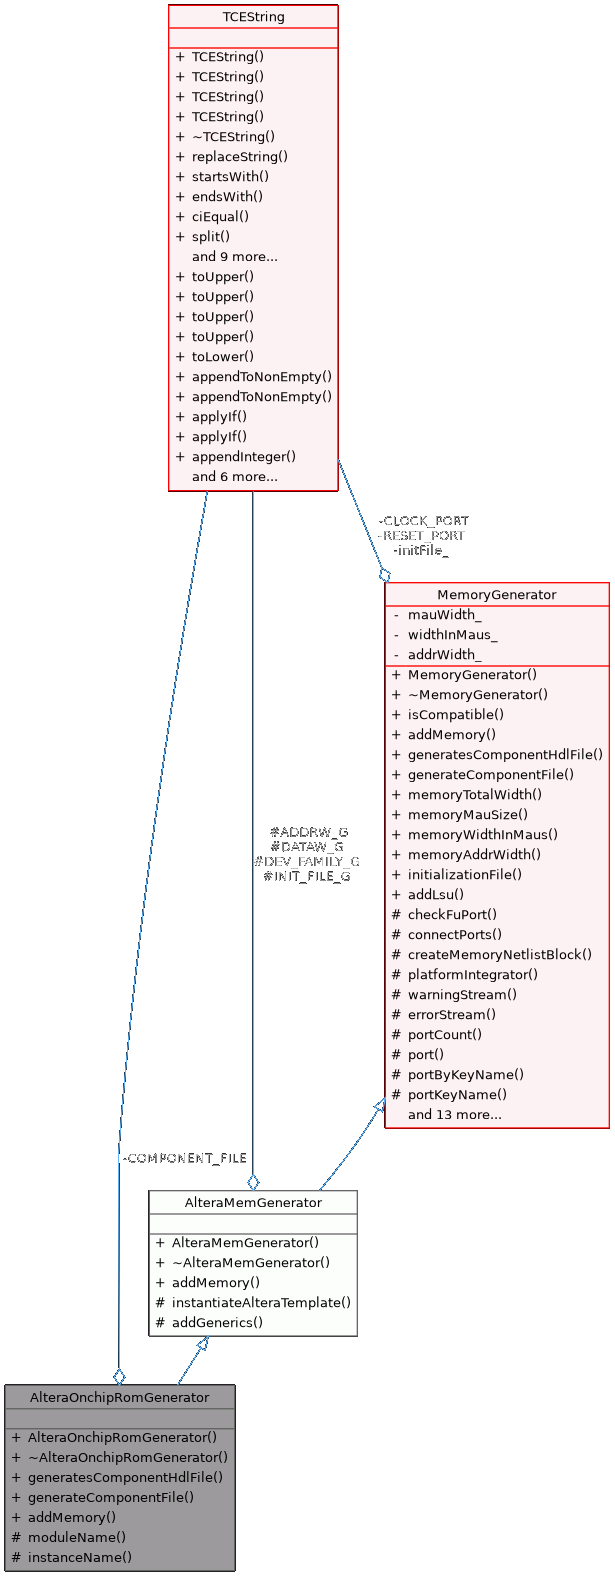 TCEString
+ TCEString()
+ TCEString()
+ TCEString()
+ TCEString()
+ ~TCEString()
+ replaceString()
+ startsWith()
+ endsWith()
+ ciEqual()
+ split()
and 9 more...
+ toUpper()
+ toUpper()
+ toUpper()
+ toUpper()
+ toLower()
+ appendToNonEmpty()
+ appendToNonEmpty()
+ applyIf()
+ applyIf()
+ appendInteger()
and 6 more...
-CLOCK_PORT
-RESET_PORT
-initFile_
MemoryGenerator
- mauWidth_
- widthInMaus_
- addrWidth_
+ MemoryGenerator()
+ ~MemoryGenerator()
+ isCompatible()
+ addMemory()
+ generatesComponentHdlFile()
+ generateComponentFile()
+ memoryTotalWidth()
+ memoryMauSize()
+ memoryWidthInMaus()
+ memoryAddrWidth()
+ initializationFile()
+ addLsu()
# checkFuPort()
# connectPorts()
# createMemoryNetlistBlock()
# platformIntegrator()
# warningStream()
# errorStream()
# portCount()
# port()
# portByKeyName()
# portKeyName()
and 13 more...
#ADDRW_G
#DATAW_G
#DEV_FAMILY_G
#INIT_FILE_G
-COMPONENT_FILE
AlteraMemGenerator
+ AlteraMemGenerator()
+ ~AlteraMemGenerator()
+ addMemory()
# instantiateAlteraTemplate()
# addGenerics()
AlteraOnchipRomGenerator
+ AlteraOnchipRomGenerator()
+ ~AlteraOnchipRomGenerator()
+ generatesComponentHdlFile()
+ generateComponentFile()
+ addMemory()
# moduleName()
# instanceName()